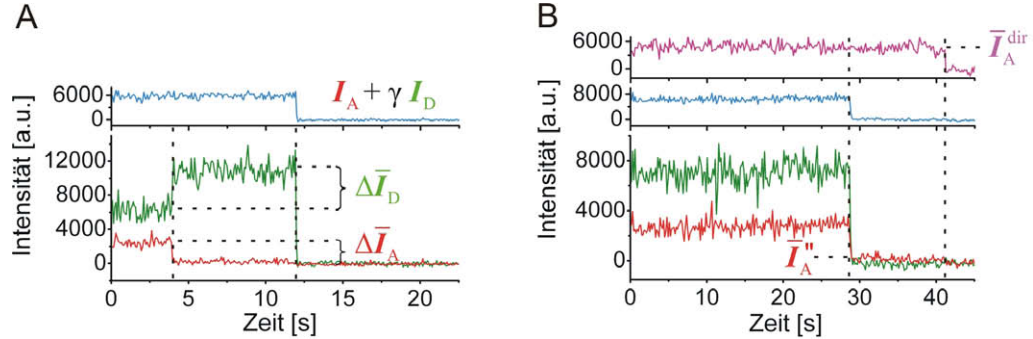 A
Intensität [a.u.]
6000
0
I_A + γ I_D
12000
8000
4000
0
ΔĪ_D
ΔĪ_A
0 5 10 15 20
Zeit [s]
B
Intensität [a.u.]
6000
0
Ī_A^dir
8000
0
8000
4000
0
Ī_A"
0 10 20 30 40
Zeit [s]